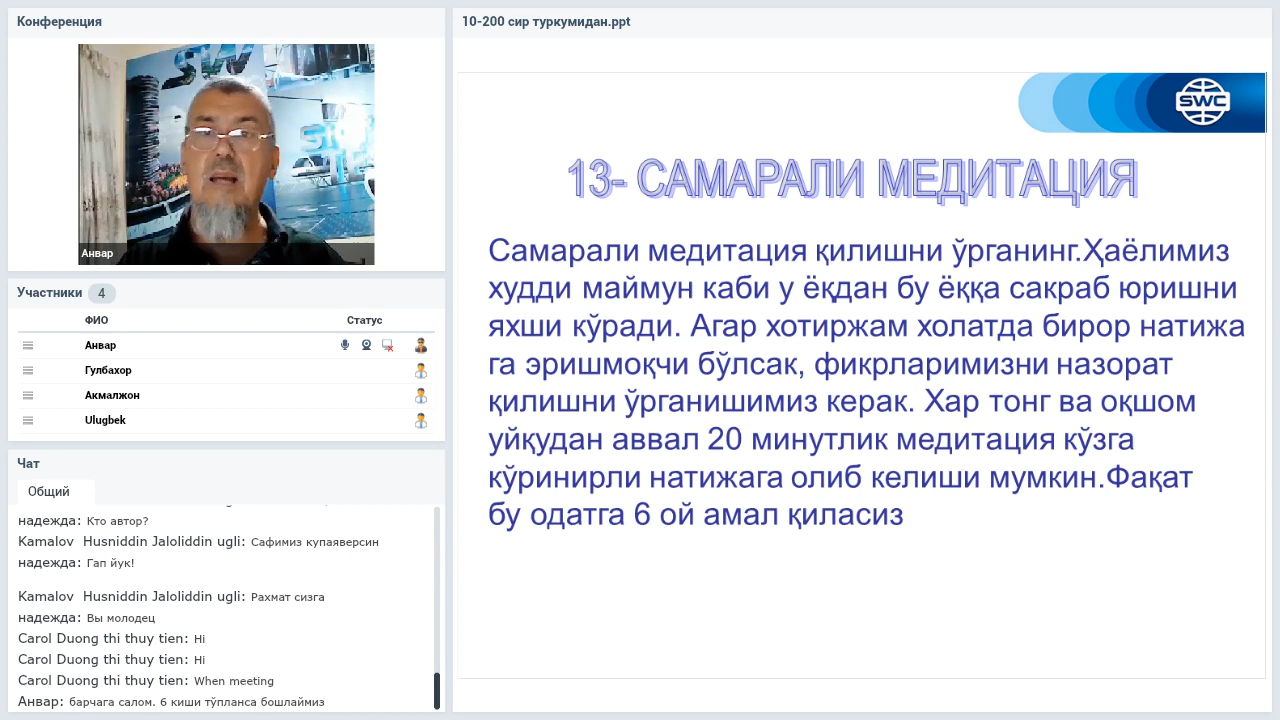 Конференция
Анвар
Участники 4
ФИО Статус
Анвар
Гулбахор
Акмалжон
Ulugbek
Чат
Общий
надежда: Кто автор?
Kamalov Husniddin Jaloliddin ugli: Сафимиз купаяверсин
надежда: Гап йук!
Kamalov Husniddin Jaloliddin ugli: Рахмат сизга
надежда: Вы молодец
Carol Duong thi thuy tien: Hi
Carol Duong thi thuy tien: Hi
Carol Duong thi thuy tien: When meeting
Анвар: барчага салом. 6 киши тўпланса бошлаймиз
10-200 сир туркумидан.ppt
SWC
13- САМАРАЛИ МЕДИТАЦИЯ
Самарали медитация қилишни ўрганинг.Ҳаёлимиз
худди маймун каби у ёқдан бу ёққа сакраб юришни
яхши кўради. Агар хотиржам холатда бирор натижа
га эришмоқчи бўлсак, фикрларимизни назорат
қилишни ўрганишимиз керак. Хар тонг ва оқшом
уйқудан аввал 20 минутлик медитация кўзга
кўринирли натижага олиб келиши мумкин.Фақат
бу одатга 6 ой амал қиласиз